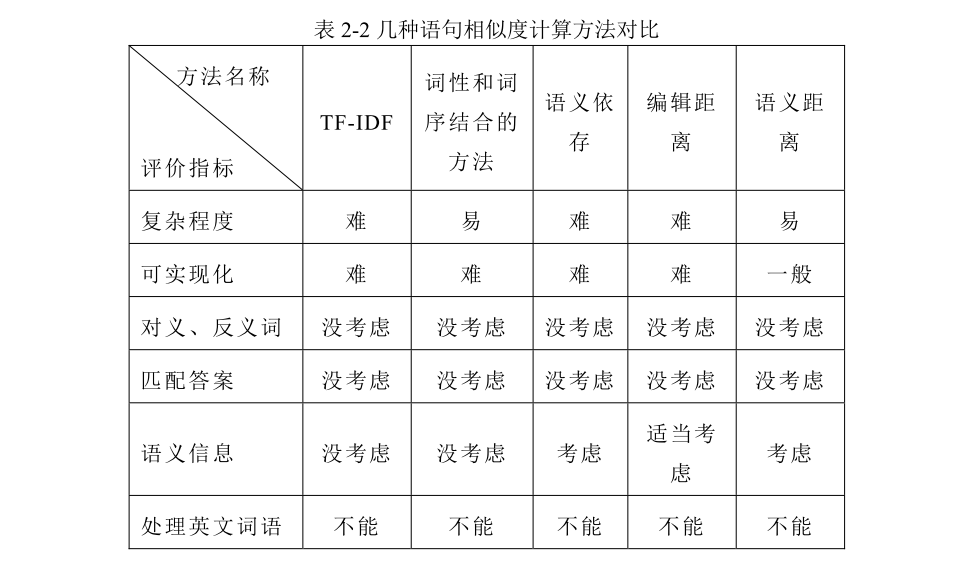 表 2-2 几种语句相似度计算方法对比
方法名称
评价指标
TF-IDF
词性和词
序结合的
方法
语义依
存
编辑距
离
语义距
离
复杂程度 难 易 难 难 易
可实现化 难 难 难 难 一般
对义、反义词 没考虑 没考虑 没考虑 没考虑 没考虑
匹配答案 没考虑 没考虑 没考虑 没考虑 没考虑
语义信息 没考虑 没考虑 考虑 适当考
虑 考虑
处理英文词语 不能 不能 不能 不能 不能